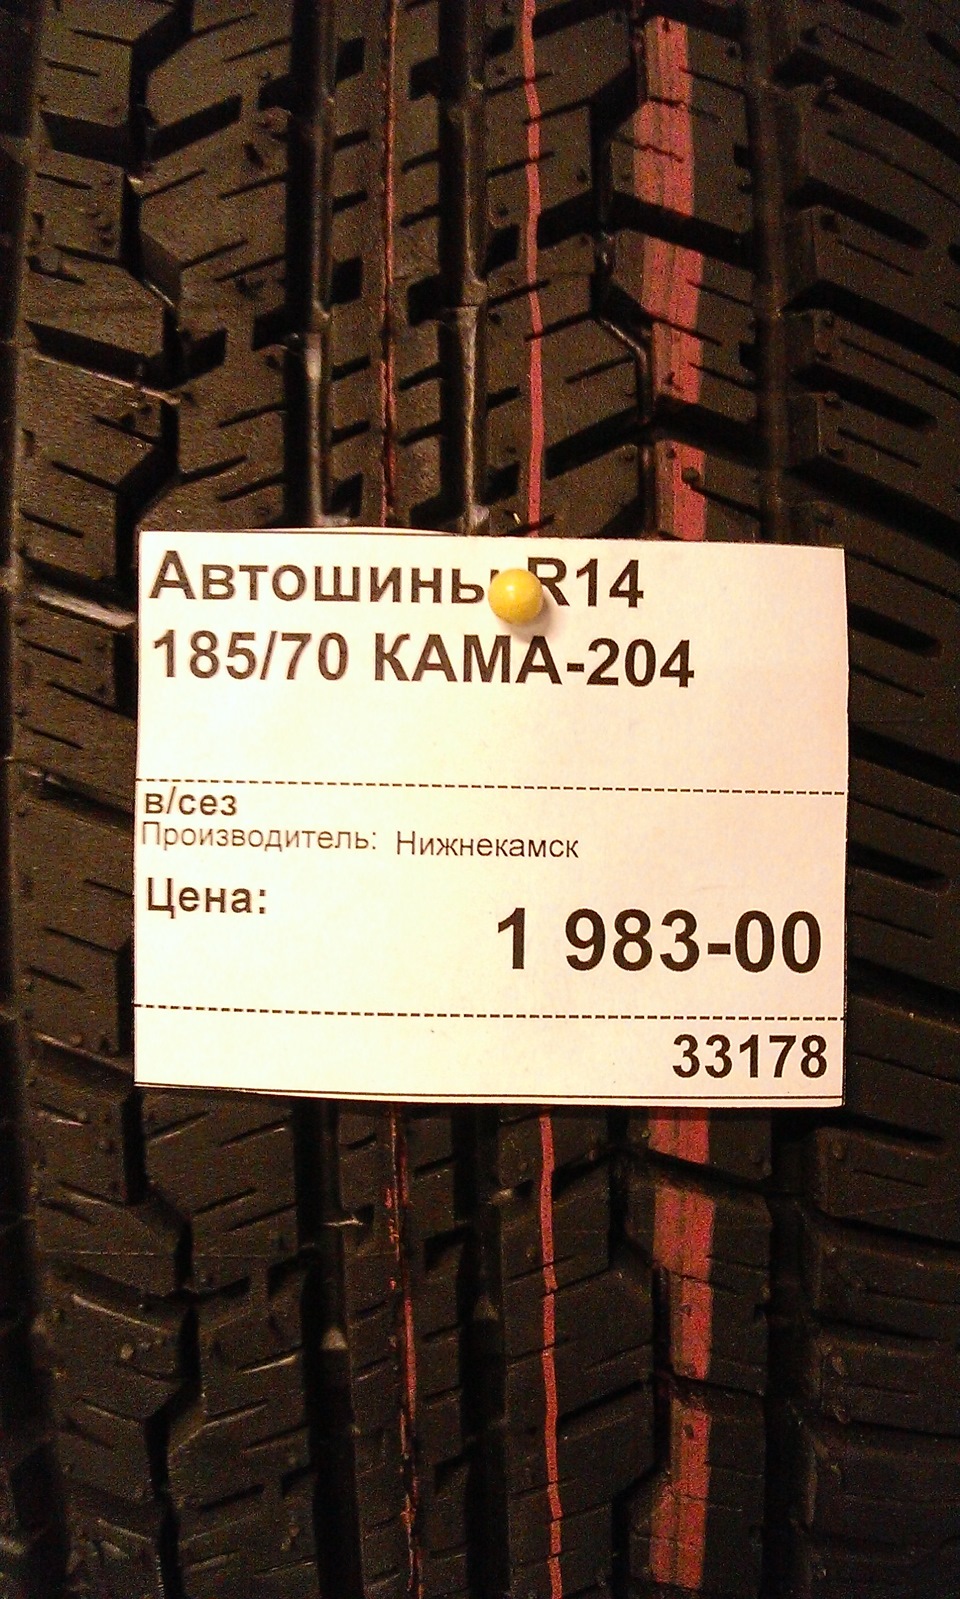 Автошины R14
185/70 КАМА-204
в/сез
Производитель: Нижнекамск
Цена:
1 983-00
33178